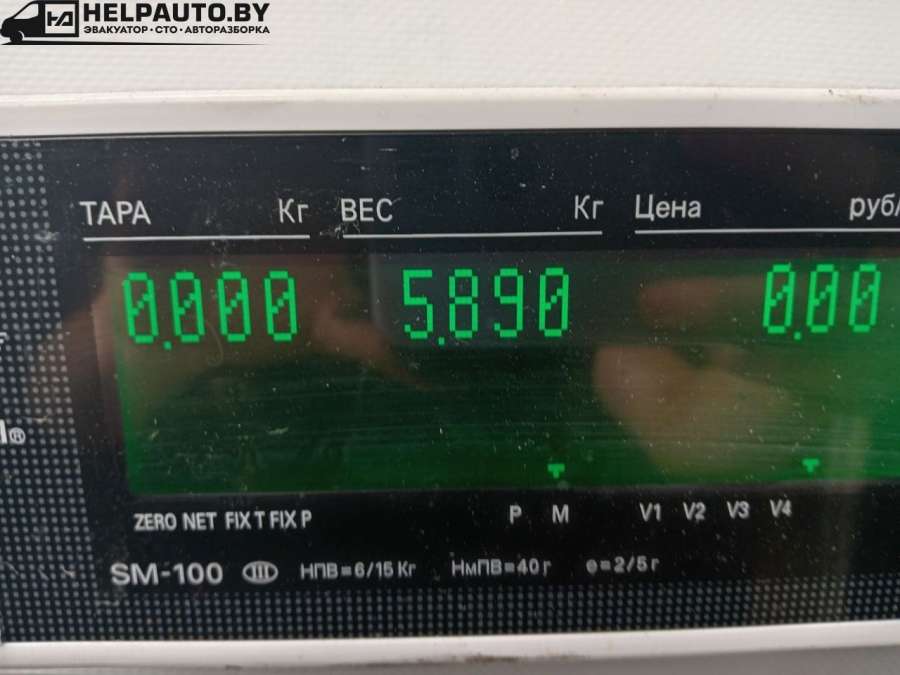 HELPAUTO.BY
ЭВАКУАТОР · СТО · АВТОРАЗБОРКА
ТАРА Кг ВЕС Кг Цена руб/
0.000 5.890 0.00
®
ZERO NET FIX T FIX P P M V1 V2 V3 V4
SM-100 III НПВ=6/15 Кг НмПВ=40 г e=2/5 г